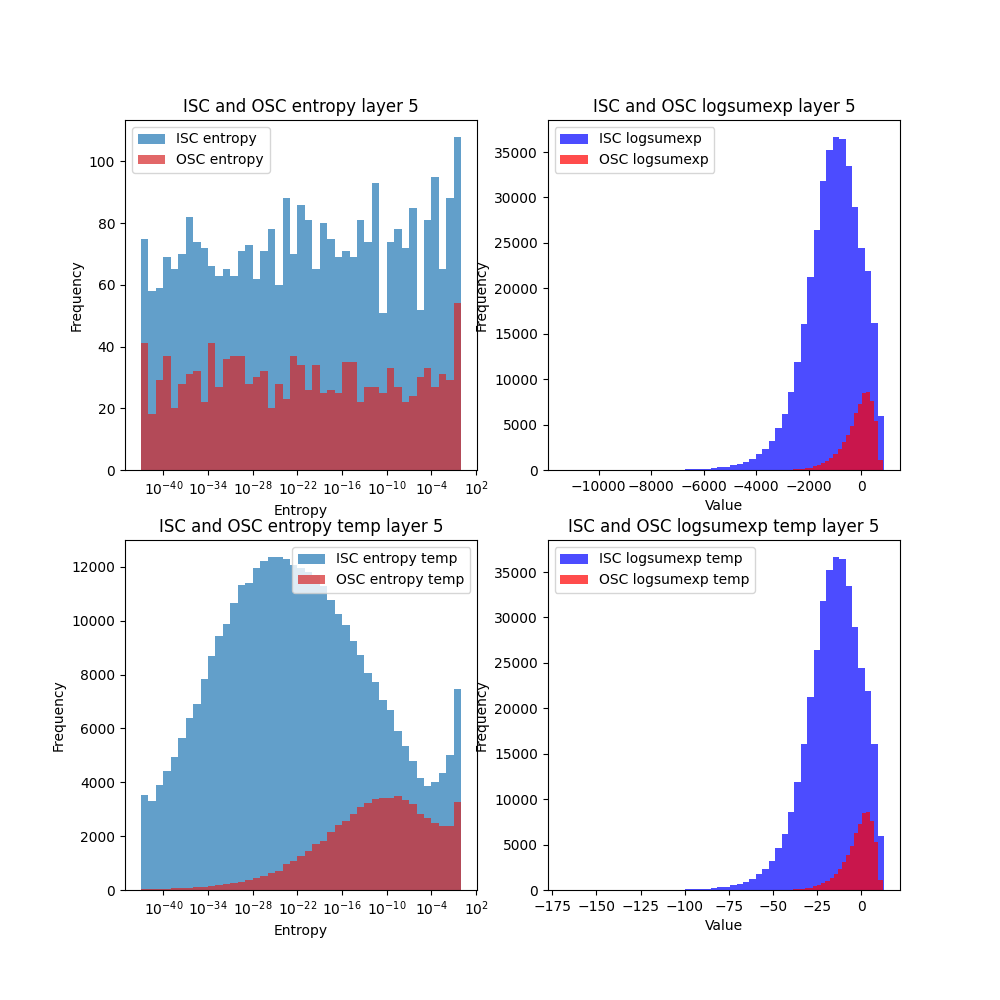 ISC and OSC entropy layer 5
ISC entropy
OSC entropy
100
80
60
40
20
0
Frequency
10^-40 10^-34 10^-28 10^-22 10^-16 10^-10 10^-4 10^2
Entropy
ISC and OSC logsumexp layer 5
ISC logsumexp
OSC logsumexp
35000
30000
25000
20000
15000
10000
5000
0
Frequency
−10000 −8000 −6000 −4000 −2000 0
Value
ISC and OSC entropy temp layer 5
ISC entropy temp
OSC entropy temp
12000
10000
8000
6000
4000
2000
0
Frequency
10^-40 10^-34 10^-28 10^-22 10^-16 10^-10 10^-4 10^2
Entropy
ISC and OSC logsumexp temp layer 5
ISC logsumexp temp
OSC logsumexp temp
35000
30000
25000
20000
15000
10000
5000
0
Frequency
−175 −150 −125 −100 −75 −50 −25 0
Value